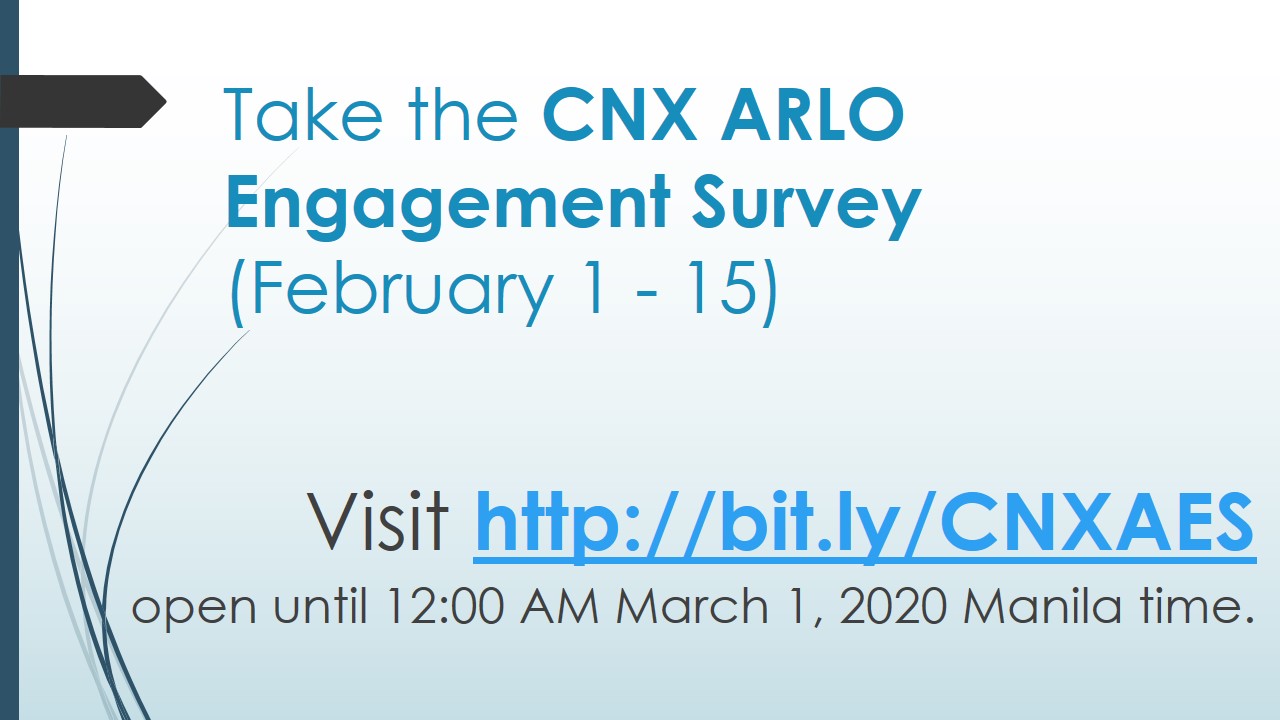 Take the CNX ARLO
Engagement Survey
(February 1 - 15)
Visit http://bit.ly/CNXAES
open until 12:00 AM March 1, 2020 Manila time.